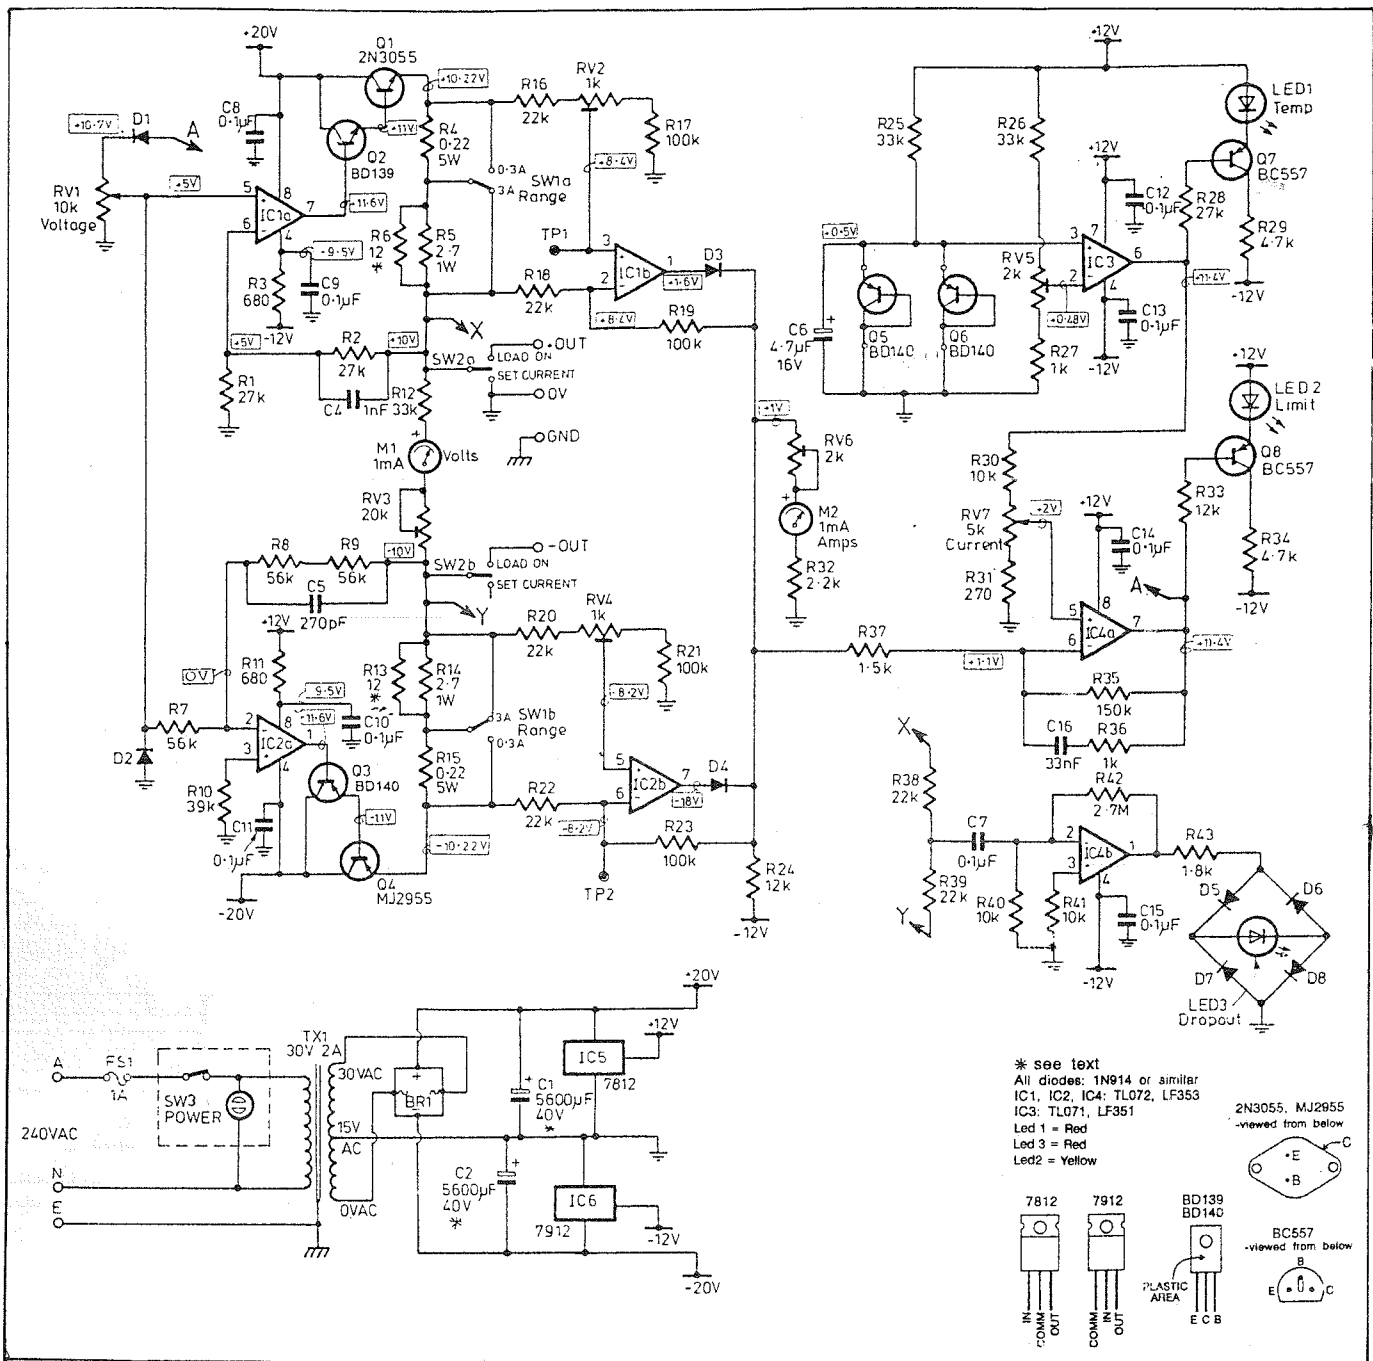 +20V
Q1
2N3055
+10·22V
R16
22k
RV2
1k
R17
100k
C8
0·1µF
+10·7V
D1
A
+11V
Q2
BD139
R4
0·22
5W
+8·4V
0·3A
3A
SW1a
Range
RV1
10k
Voltage
+5V
5
6
8
7
4
IC1a
+11·6V
-9·5V
R3
680
-12V
C9
0·1µF
R6
12
*
R5
2·7
1W
TP1
3
2
1
IC1b
D3
+1·6V
R18
22k
+8·4V
R19
100k
X
+5V
R2
27k
+10V
R1
27k
C4
1nF
R12
33k
SW2a
+OUT
LOAD ON
SET CURRENT
0V
GND
M1
1mA
Volts
RV3
20k
R8
56k
R9
56k
-10V
C5
270pF
SW2b
-OUT
LOAD ON
SET CURRENT
Y
+12V
R11
680
0V
-9·5V
-11·6V
C10
0·1µF
R13
12
*
R14
2·7
1W
R20
22k
RV4
1k
R21
100k
-8·2V
3A
0·3A
SW1b
Range
R7
56k
D2
2
3
8
1
4
IC2a
R10
39k
C11
0·1µF
-20V
Q3
BD140
-11V
Q4
MJ2955
R15
0·22
5W
-10·22V
R22
22k
5
6
7
IC2b
D4
-18V
-8·2V
R23
100k
TP2
R24
12k
-12V
+12V
R25
33k
R26
33k
+12V
LED1
Temp
Q7
BC557
C12
0·1µF
R28
27k
R29
4.7k
-12V
+0·5V
3
2
7
6
4
IC3
+11·4V
RV5
2k
+0·48V
C13
0·1µF
-12V
C6
4·7µF
16V
Q5
BD140
Q6
BD140
R27
1k
+1V
RV6
2k
M2
1mA
Amps
R32
2·2k
+12V
LED2
Limit
Q8
BC557
R30
10k
RV7
5k
Current
+2V
R31
270
+12V
C14
0·1µF
R33
12k
R34
4·7k
-12V
A
5
6
8
7
IC4a
+11·4V
R37
1·5k
+1·1V
R35
150k
C16
33nF
R36
1k
X
R38
22k
R39
22k
Y
C7
0·1µF
R42
2·7M
2
3
1
4
IC4b
R40
10k
R41
10k
C15
0·1µF
-12V
R43
1·8k
D5
D6
D7
D8
LED3
Dropout
A
FS1
1A
SW3
POWER
240VAC
N
E
TX1
30V 2A
30VAC
15V
AC
0VAC
BR1
+
C1
5600µF
40V
*
C2
5600µF
40V
*
+20V
+12V
IC5
7812
IC6
7912
-12V
-20V
* see text
All diodes: 1N914 or similar
IC1, IC2, IC4: TL072, LF353
IC3: TL071, LF351
Led 1 = Red
Led 3 = Red
Led2 = Yellow
2N3055, MJ2955
-viewed from below
C
E
B
7812
7912
BD139
BD140
PLASTIC
AREA
IN
COMM
OUT
COMM
IN
OUT
E C B
BC557
-viewed from below
B
E
C